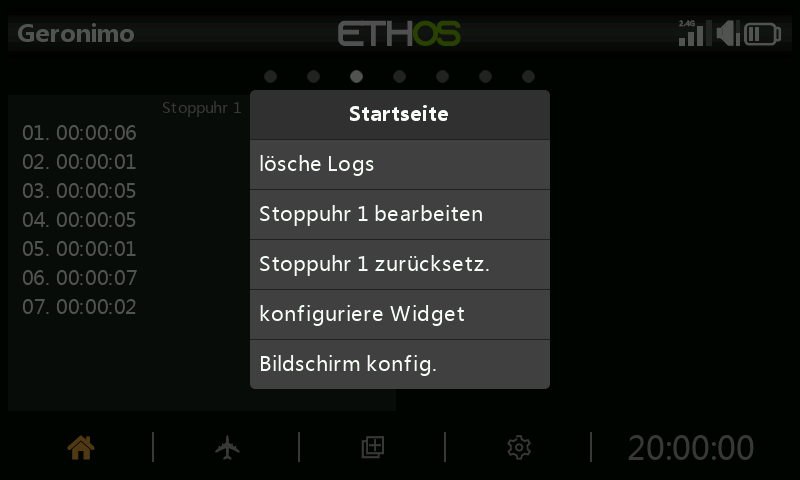 Geronimo
ETHOS
2.4G
Stoppuhr 1
01. 00:00:06
02. 00:00:01
03. 00:00:05
04. 00:00:05
05. 00:00:01
06. 00:00:07
07. 00:00:02
Startseite
lösche Logs
Stoppuhr 1 bearbeiten
Stoppuhr 1 zurücksetz.
konfiguriere Widget
Bildschirm konfig.
20:00:00